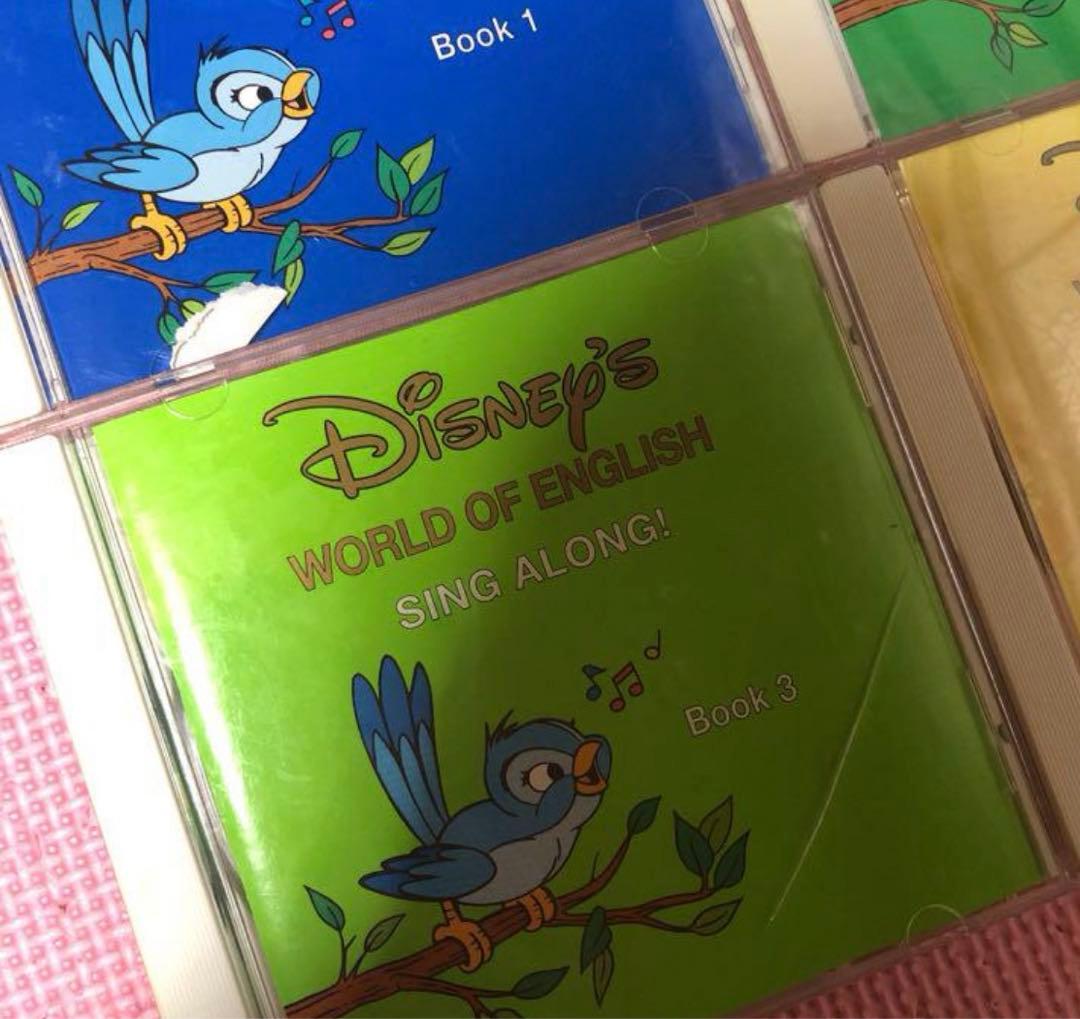 Book 1
Disney's
WORLD OF ENGLISH
SING ALONG!
Book 3